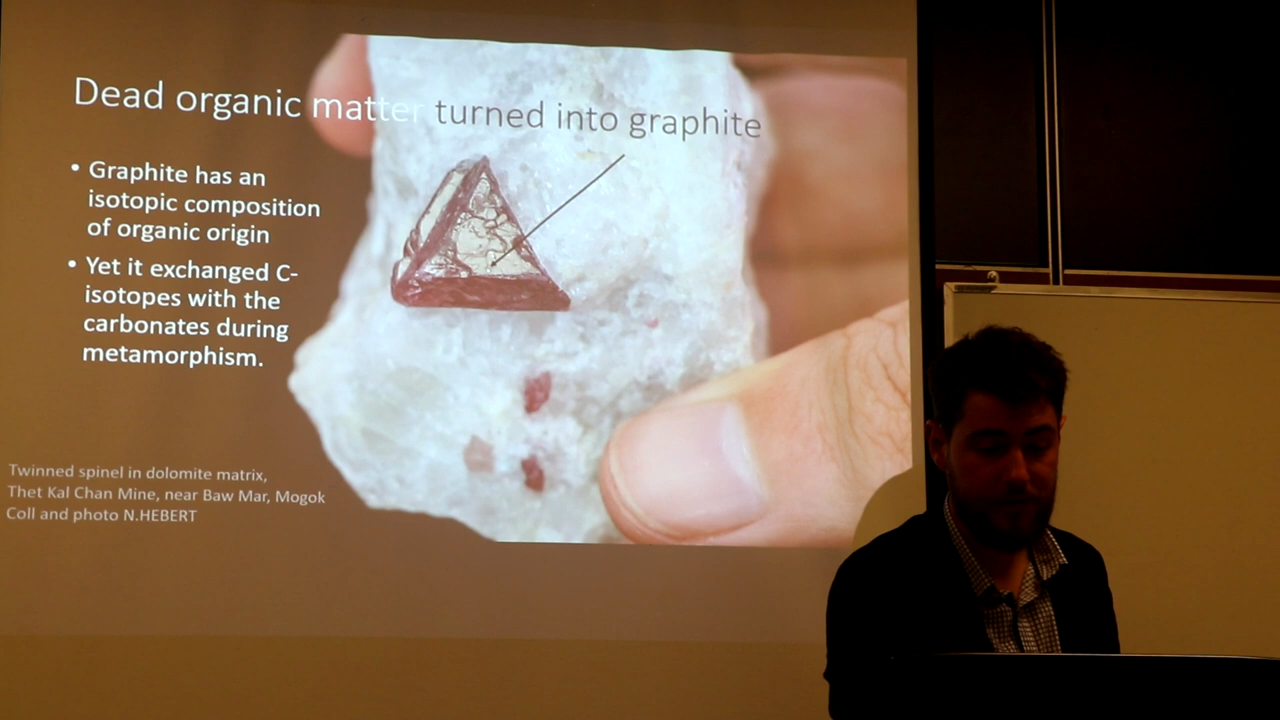 Dead organic matter turned into graphite
• Graphite has an
isotopic composition
of organic origin
• Yet it exchanged C-
isotopes with the
carbonates during
metamorphism.
Twinned spinel in dolomite matrix,
Thet Kal Chan Mine, near Baw Mar, Mogok
Coll and photo N.HEBERT